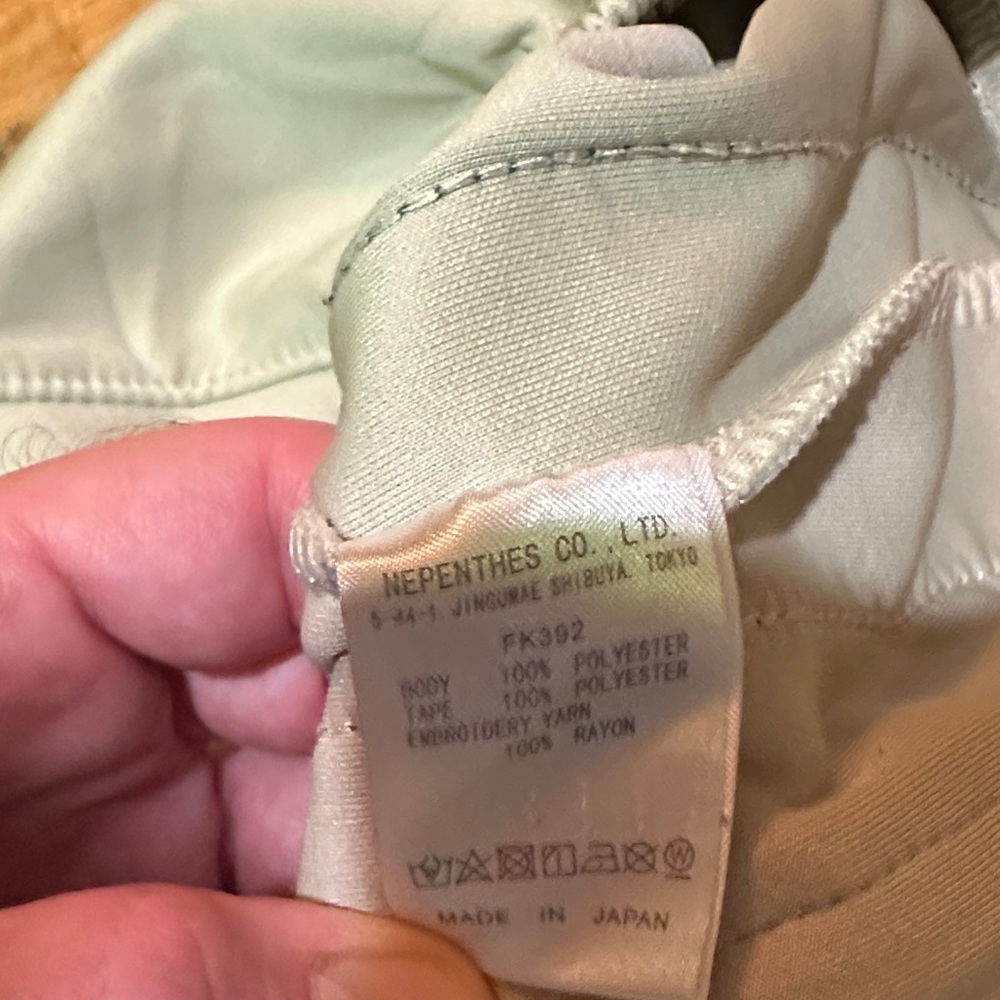 NEPENTHES CO.,LTD.
5-44-1 JINGUMAE SHIBUYA. TOKYO
FK392
BODY 100% POLYESTER
TAPE 100% POLYESTER
EMBROIDERY YARN
100% RAYON
W
MADE IN JAPAN